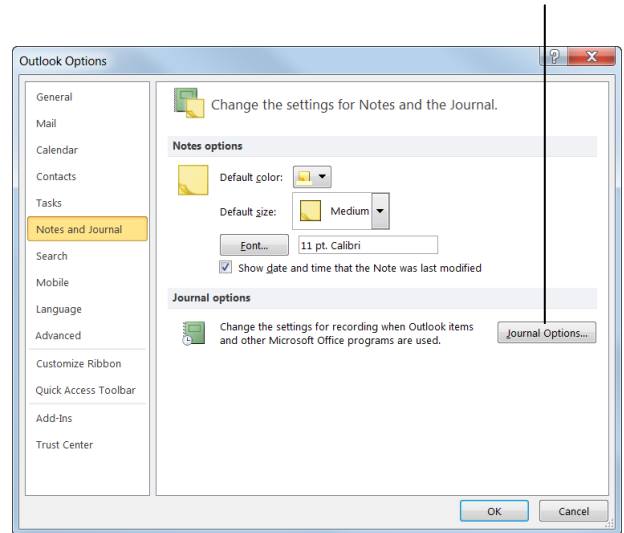 Outlook Options
General
Mail
Calendar
Contacts
Tasks
Notes and Journal
Search
Mobile
Language
Advanced
Customize Ribbon
Quick Access Toolbar
Add-Ins
Trust Center
Change the settings for Notes and the Journal.
Notes options
Default color:
Default size: Medium
Font... 11 pt. Calibri
Show date and time that the Note was last modified
Journal options
Change the settings for recording when Outlook items
and other Microsoft Office programs are used.
Journal Options...
OK Cancel